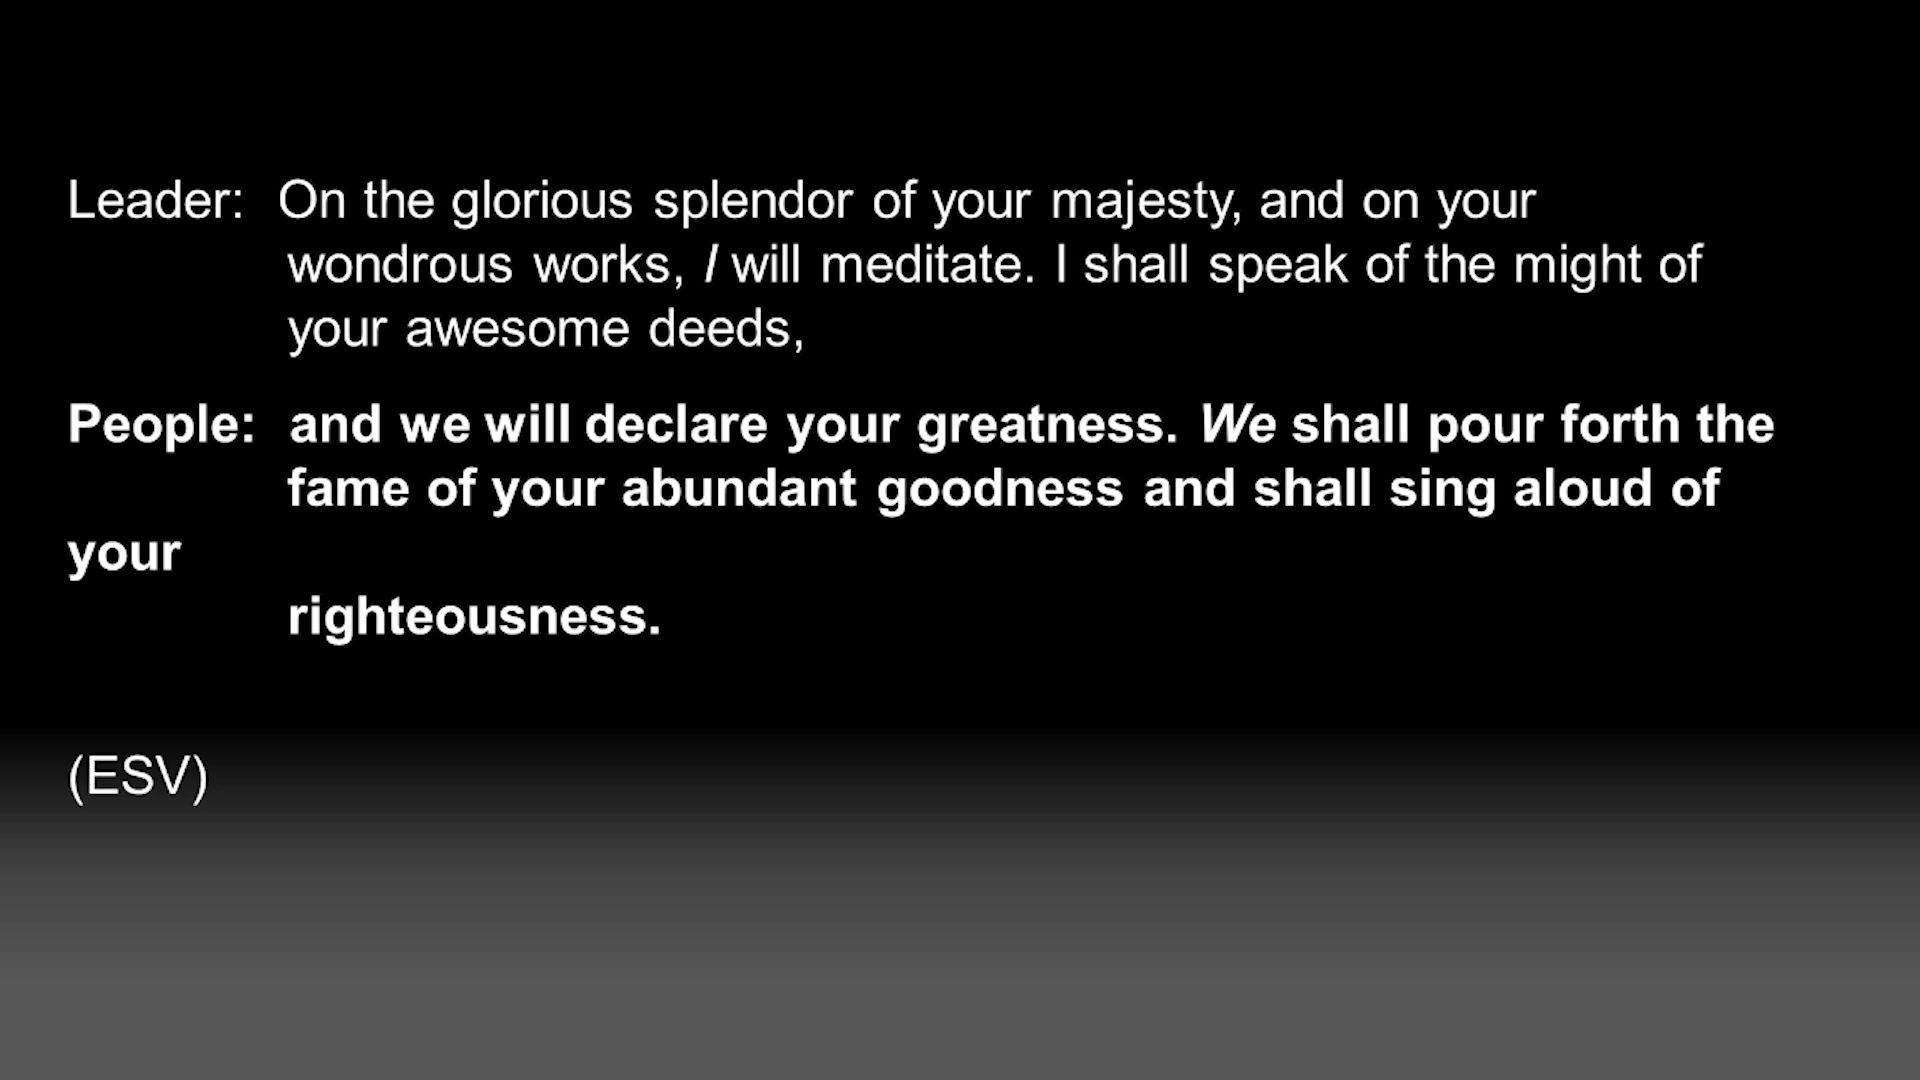 Leader: On the glorious splendor of your majesty, and on your
wondrous works, I will meditate. I shall speak of the might of
your awesome deeds,
People: and we will declare your greatness. We shall pour forth the
fame of your abundant goodness and shall sing aloud of
your
righteousness.
(ESV)